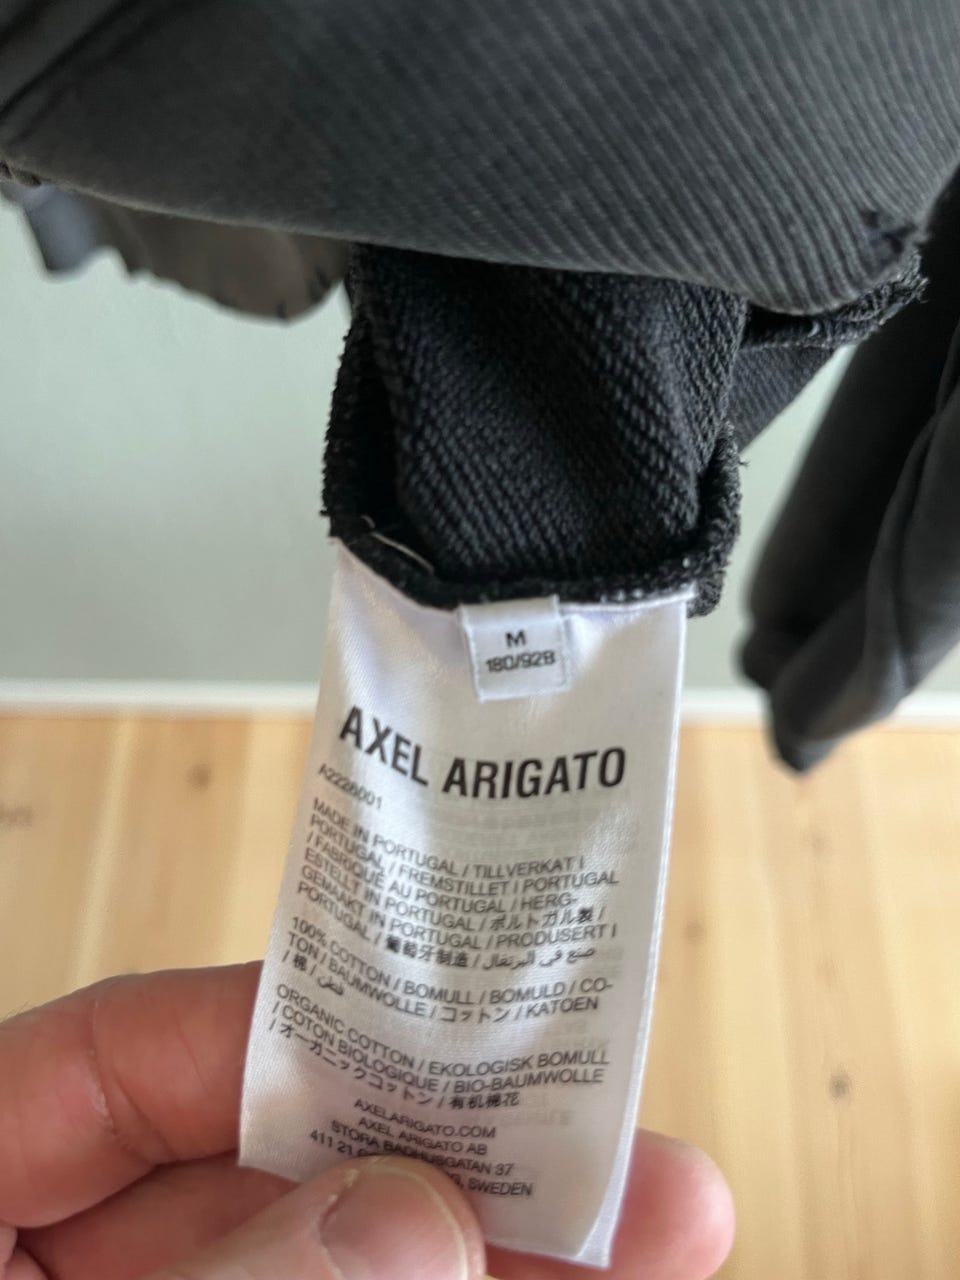 M
180/92B
AXEL ARIGATO
A2226001
MADE IN PORTUGAL / TILLVERKAT I
PORTUGAL / FREMSTILLET I PORTUGAL
/ FABRIQUÉ AU PORTUGAL / HERG-
ESTELLT IN PORTUGAL / ポルトガル製 /
GEMAAKT IN PORTUGAL / PRODUSERT I
PORTUGAL / 葡萄牙制造 / صنع في البرتغال
100% COTTON / BOMULL / BOMULD / CO-
TON / BAUMWOLLE / コットン / KATOEN
/ 棉 / قطن
ORGANIC COTTON / EKOLOGISK BOMULL
/ COTON BIOLOGIQUE / BIO-BAUMWOLLE
/ オーガニックコットン / 有机棉花
AXELARIGATO.COM
AXEL ARIGATO AB
STORA BADHUSGATAN 37
411 21 G, SWEDEN